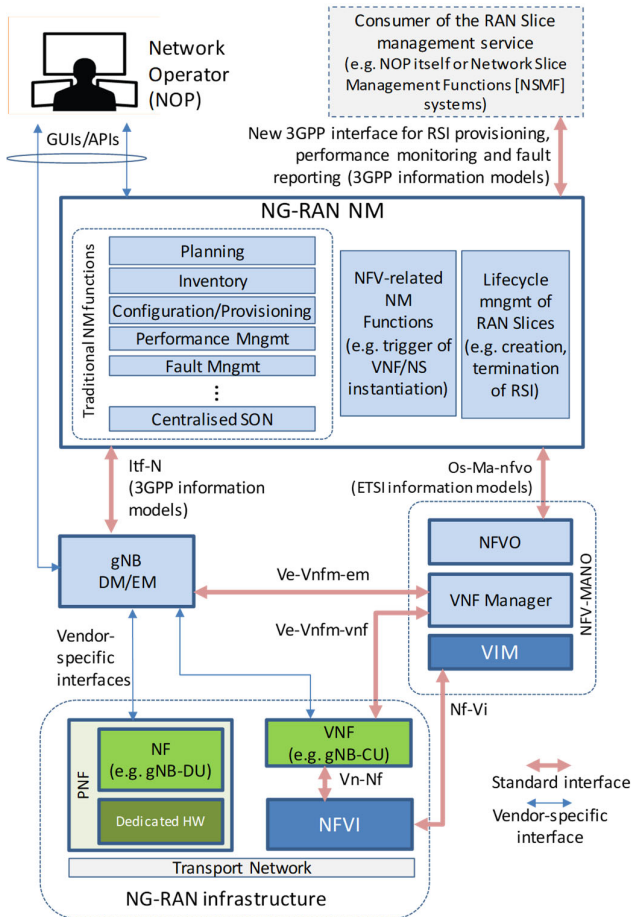 Network
Operator
(NOP)
Consumer of the RAN Slice
management service
(e.g. NOP itself or Network Slice
Management Functions [NSMF]
systems)
GUIs/APIs
New 3GPP interface for RSI provisioning,
performance monitoring and fault
reporting (3GPP information models)
NG-RAN NM
Traditional NM functions
Planning
Inventory
Configuration/Provisioning
Performance Mngmt
Fault Mngmt
...
Centralised SON
NFV-related
NM
Functions
(e.g. trigger of
VNF/NS
instantiation)
Lifecycle
mngmt of
RAN Slices
(e.g. creation,
termination
of RSI)
Itf-N
(3GPP information
models)
Os-Ma-nfvo
(ETSI information models)
gNB
DM/EM
Ve-Vnfm-em
Ve-Vnfm-vnf
NFVO
VNF Manager
VIM
NFV-MANO
Vendor-
specific
interfaces
Nf-Vi
PNF
NF
(e.g. gNB-DU)
Dedicated HW
VNF
(e.g. gNB-CU)
Vn-Nf
NFVI
Transport Network
NG-RAN infrastructure
Standard interface
Vendor-specific
interface